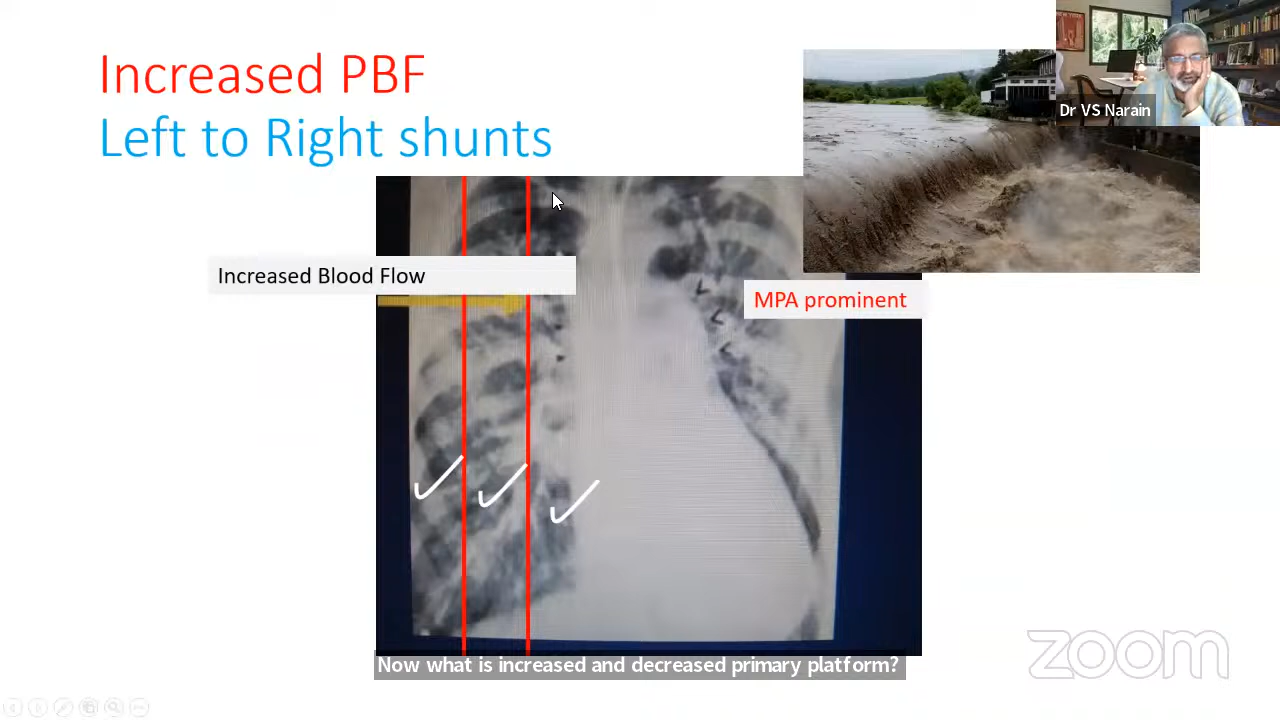 Increased PBF
Left to Right shunts
Dr VS Narain
Increased Blood Flow
MPA prominent
zoom
Now what is increased and decreased primary platform?